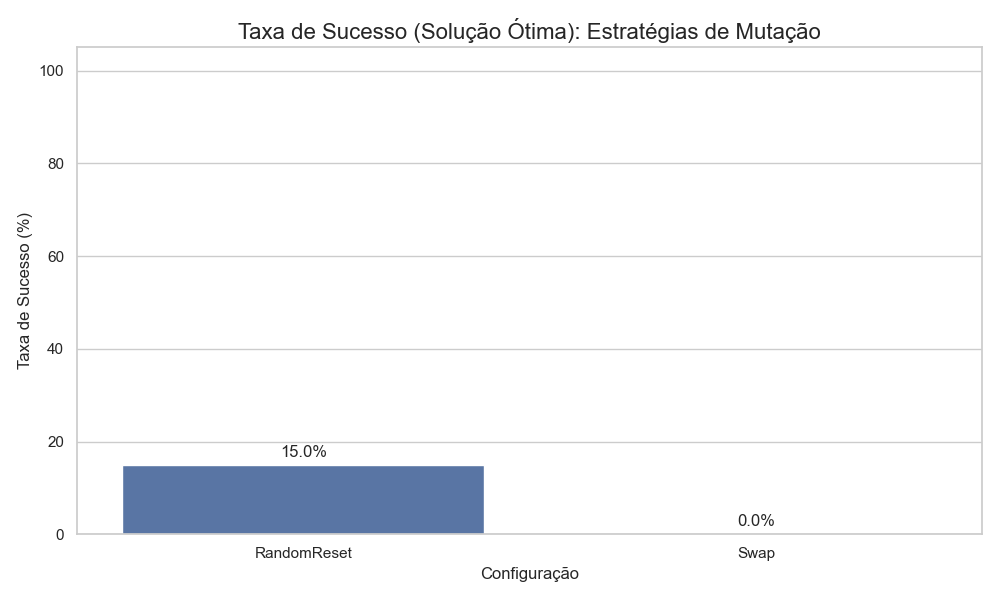 Taxa de Sucesso (Solução Ótima): Estratégias de Mutação
100
80
60
40
20
0
Taxa de Sucesso (%)
15.0%
0.0%
RandomReset
Swap
Configuração